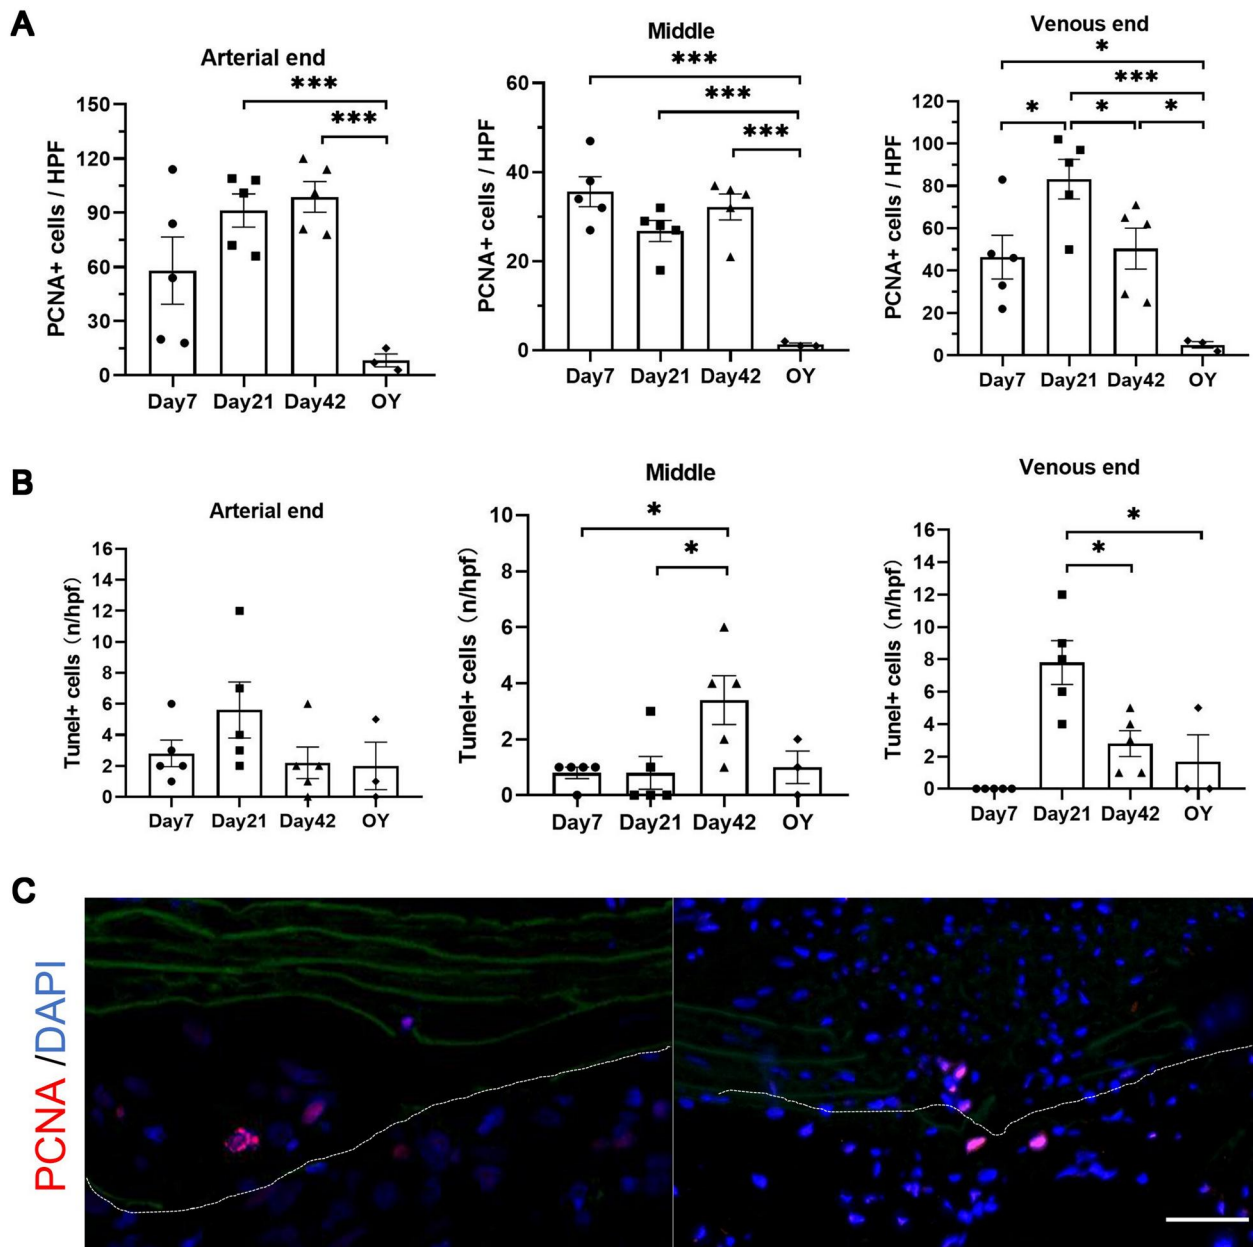 A
Arterial end
***
***
PCNA+ cells / HPF
150
120
90
60
30
0
Day7 Day21 Day42 OY
Middle
***
***
***
PCNA+ cells / HPF
60
40
20
0
Day7 Day21 Day42 OY
Venous end
*
***
* * *
PCNA+ cells / HPF
120
100
80
60
40
20
0
Day7 Day21 Day42 OY
B
Arterial end
Tunel+ cells（n/hpf）
16
14
12
10
8
6
4
2
0
Day7 Day21 Day42 OY
Middle
*
*
Tunel+ cells（n/hpf）
10
8
6
4
2
0
Day7 Day21 Day42 OY
Venous end
*
*
Tunel+ cells（n/hpf）
16
14
12
10
8
6
4
2
0
Day7 Day21 Day42 OY
C
PCNA /DAPI